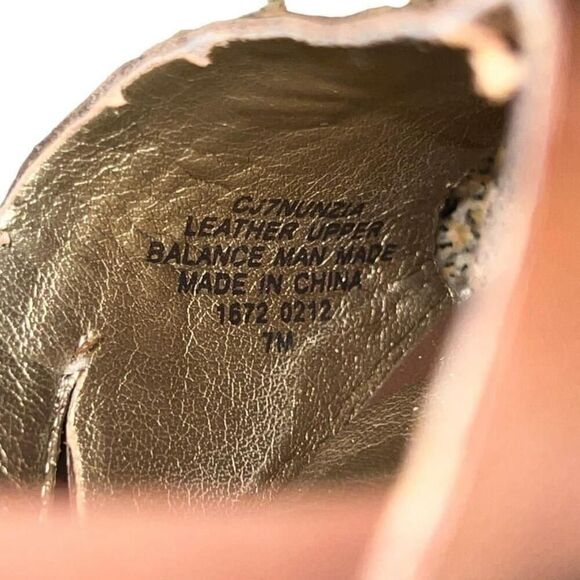 CJ7NUNZIA
LEATHER UPPER
BALANCE MAN MADE
MADE IN CHINA
1672 0212
7M